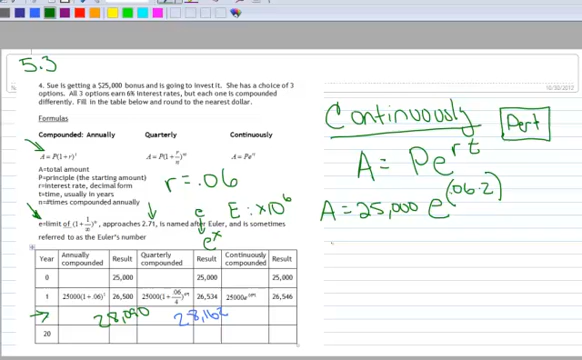 10/30/2012
5.3
4. Sue is getting a $25,000 bonus and is going to invest it. She has a choice of 3
options. All 3 options earn 6% interest rates, but each one is compounded
differently. Fill in the table below and round to the nearest dollar.
Formulas
Compounded: Annually Quarterly Continuously
A = P(1+r)^t A = P(1+r/n)^nt A = Pe^rt
A=total amount
P=principle (the starting amount)
r=interest rate, decimal form
t=time, usually in years
n=#times compounded annually
r = .06
e E : x10^6
e=limit of (1+1/n)^n, approaches 2.71, is named after Euler, and is sometimes
referred to as the Euler's number
e^x
Year Annually compounded Result Quarterly compounded Result Continuously compounded Result
0 25,000 25,000 25,000
1 25000(1+.06)^1 26,500 25000(1+.06/4) 26,534 25000e 26,546
28,090 28,162
20
Continuously Pert
A = Pe^rt
A = 25,000 e^(.06·2)